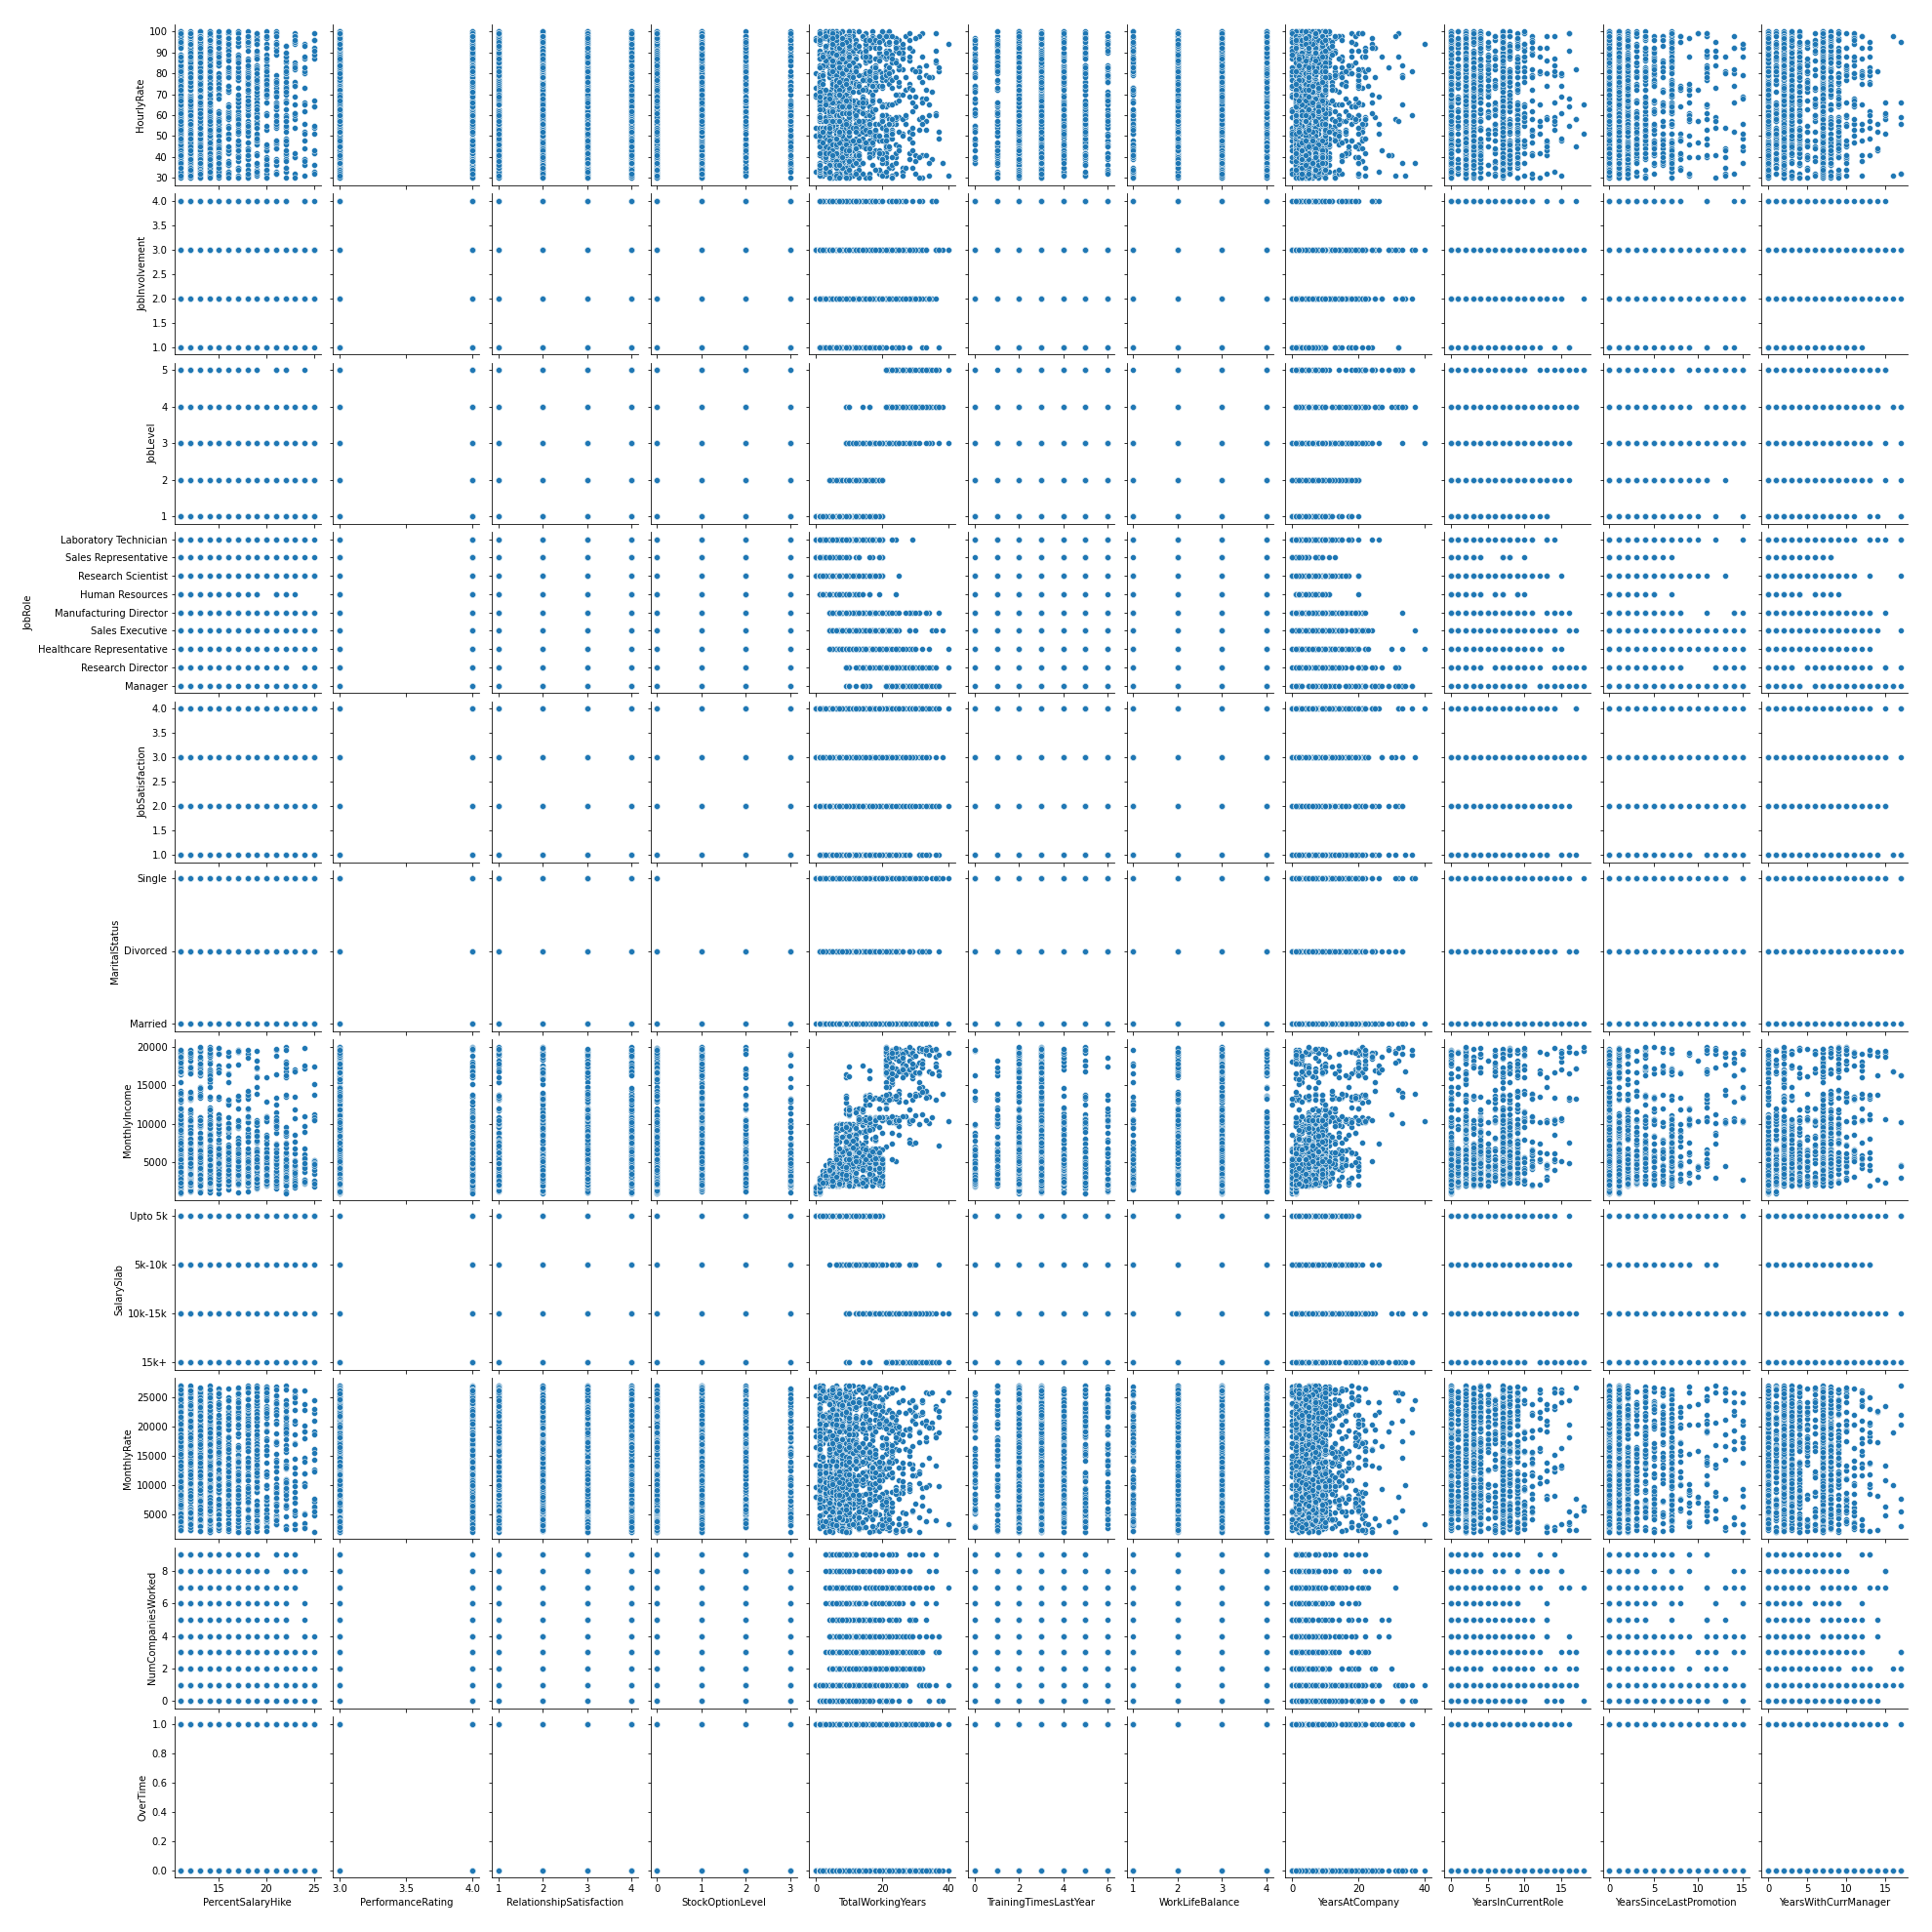 100
90
80
70
60
50
40
30
HourlyRate
4.0
3.5
3.0
2.5
2.0
1.5
1.0
JobInvolvement
5
4
3
2
1
JobLevel
Laboratory Technician
Sales Representative
Research Scientist
Human Resources
Manufacturing Director
Sales Executive
Healthcare Representative
Research Director
Manager
JobRole
4.0
3.5
3.0
2.5
2.0
1.5
1.0
JobSatisfaction
Single
Divorced
Married
MaritalStatus
20000
15000
10000
5000
MonthlyIncome
Upto 5k
5k-10k
10k-15k
15k+
SalarySlab
25000
20000
15000
10000
5000
MonthlyRate
8
6
4
2
0
NumCompaniesWorked
1.0
0.8
0.6
0.4
0.2
0.0
OverTime
15 20 25 3.0 3.5 4.0 1 2 3 4 0 1 2 3 0 20 40 0 2 4 6 1 2 3 4 0 20 40 0 5 10 15 0 5 10 15 0 5 10 15
PercentSalaryHike PerformanceRating RelationshipSatisfaction StockOptionLevel TotalWorkingYears TrainingTimesLastYear WorkLifeBalance YearsAtCompany YearsInCurrentRole YearsSinceLastPromotion YearsWithCurrManager